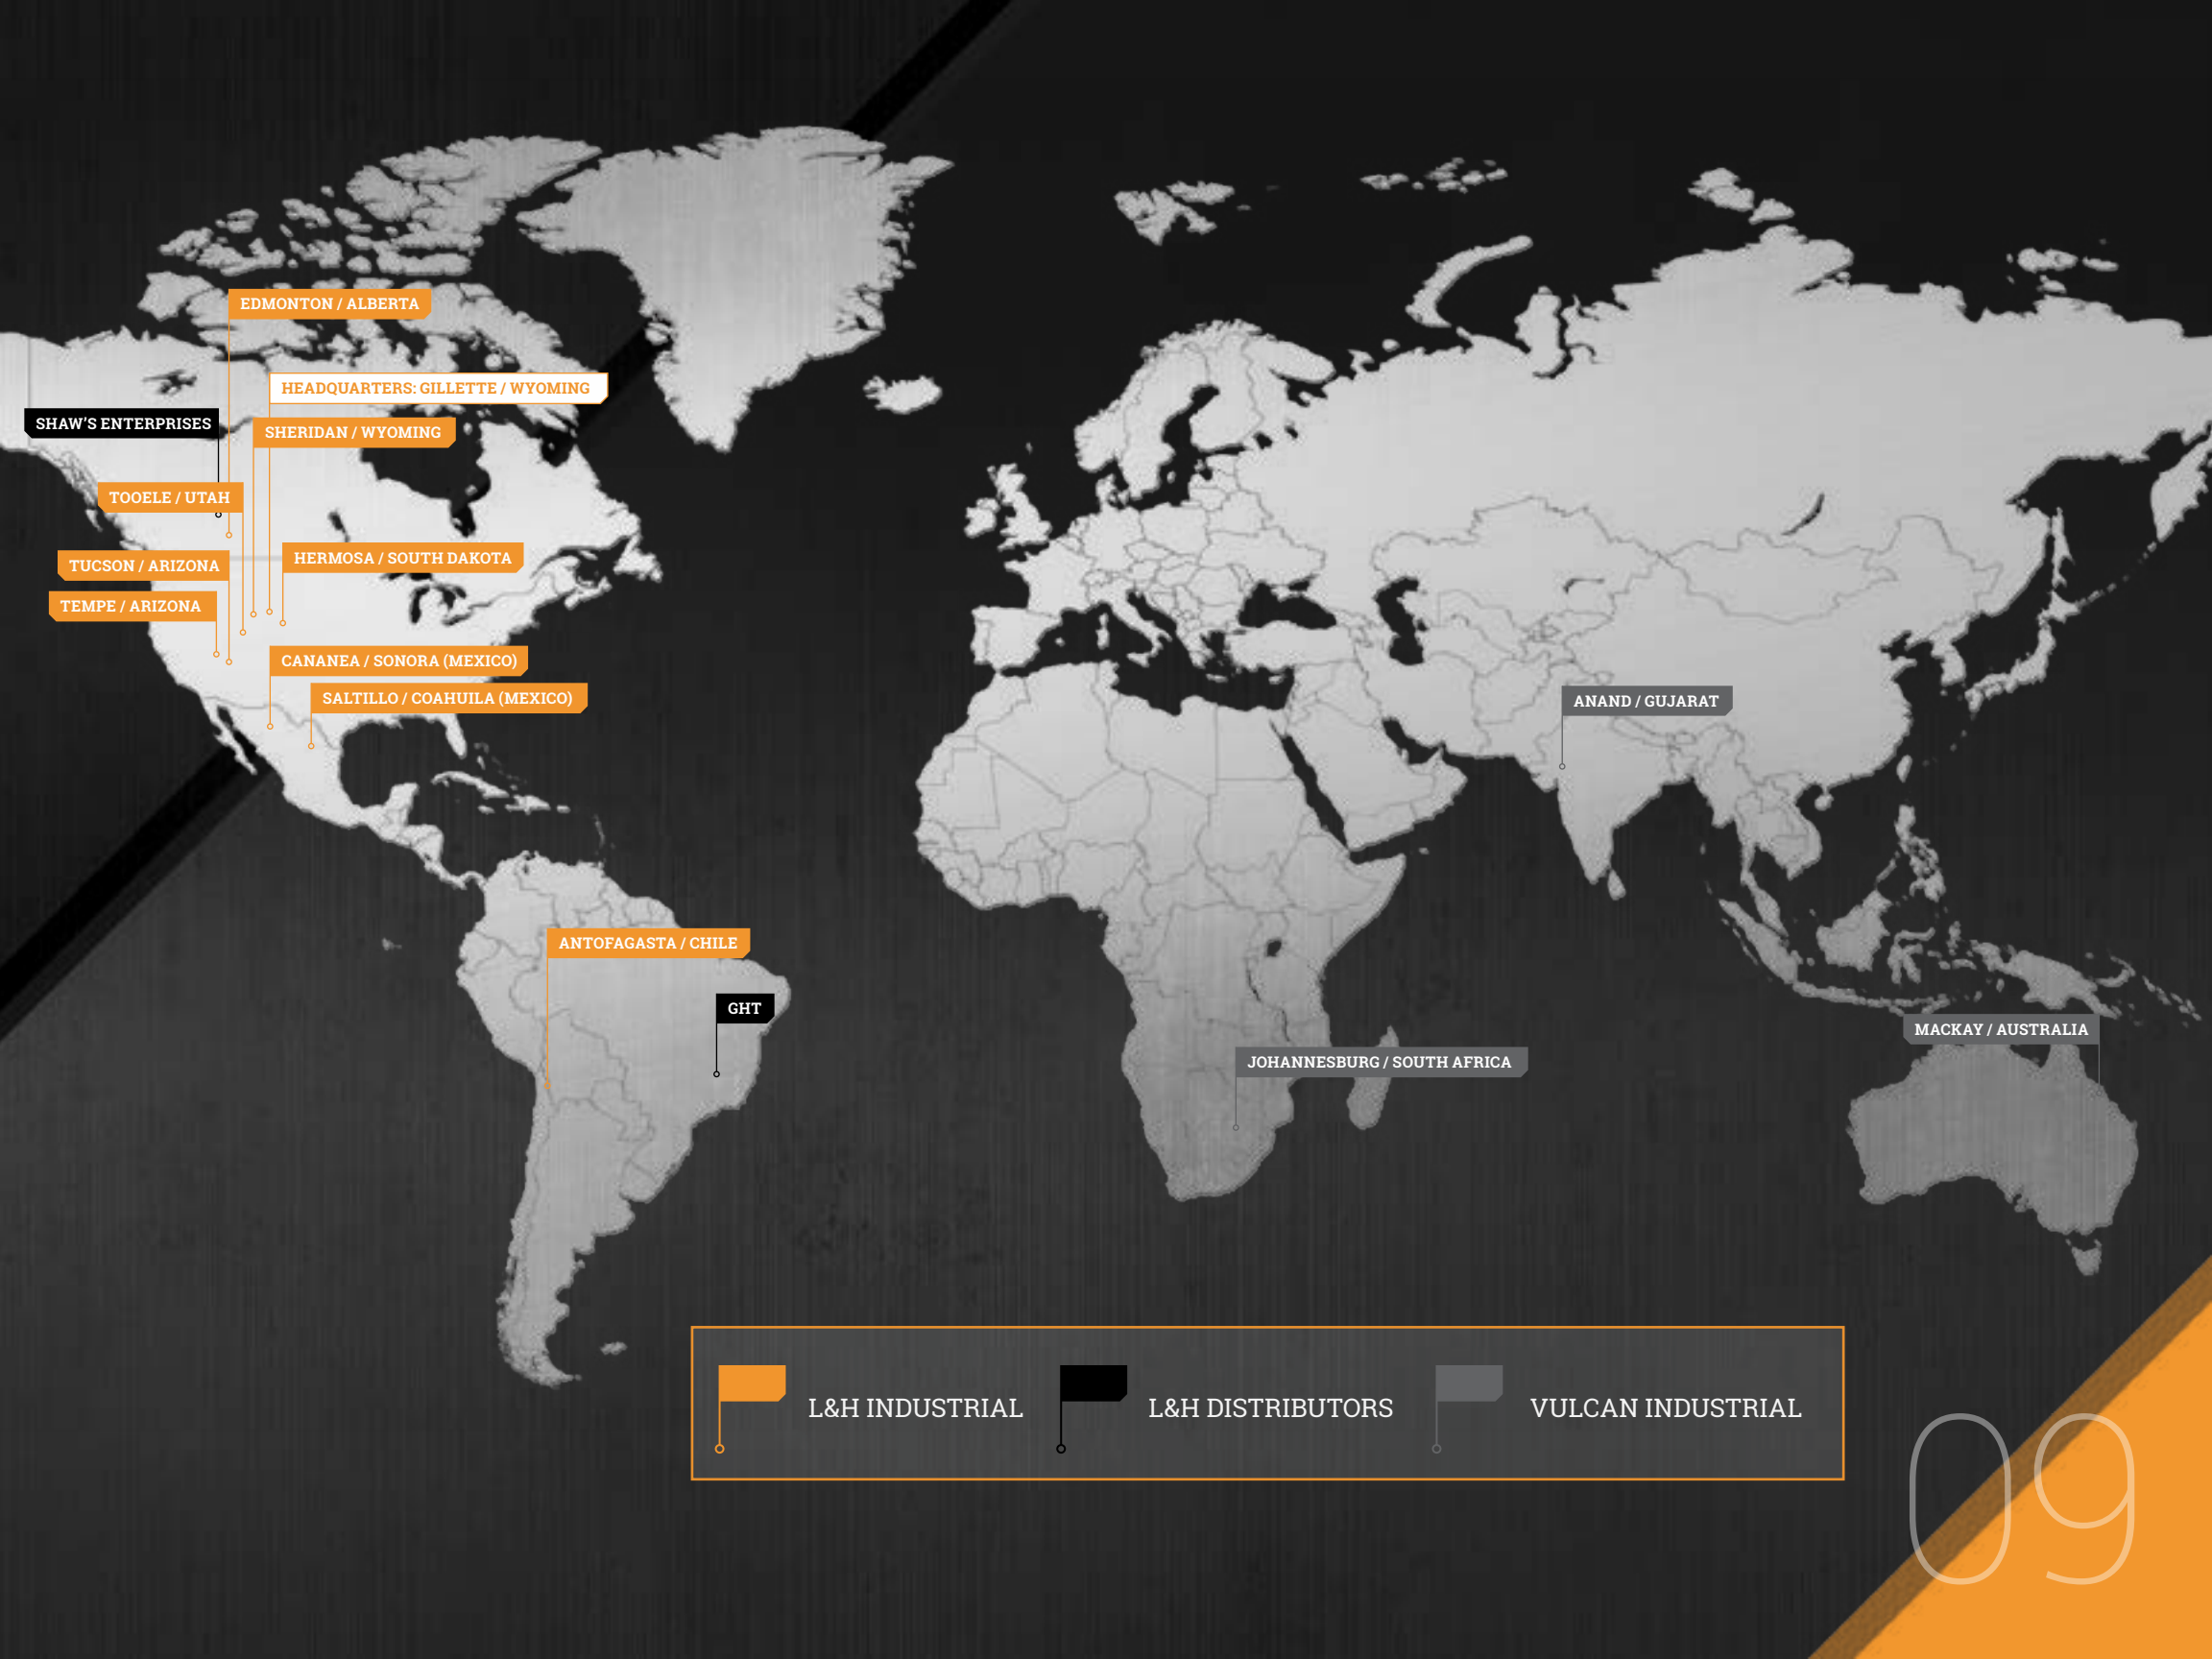 EDMONTON / ALBERTA
HEADQUARTERS: GILLETTE / WYOMING
SHAW'S ENTERPRISES
SHERIDAN / WYOMING
TOOELE / UTAH
HERMOSA / SOUTH DAKOTA
TUCSON / ARIZONA
TEMPE / ARIZONA
CANANEA / SONORA (MEXICO)
SALTILLO / COAHUILA (MEXICO)
ANAND / GUJARAT
ANTOFAGASTA / CHILE
GHT
MACKAY / AUSTRALIA
JOHANNESBURG / SOUTH AFRICA
L&H INDUSTRIAL
L&H DISTRIBUTORS
VULCAN INDUSTRIAL
09